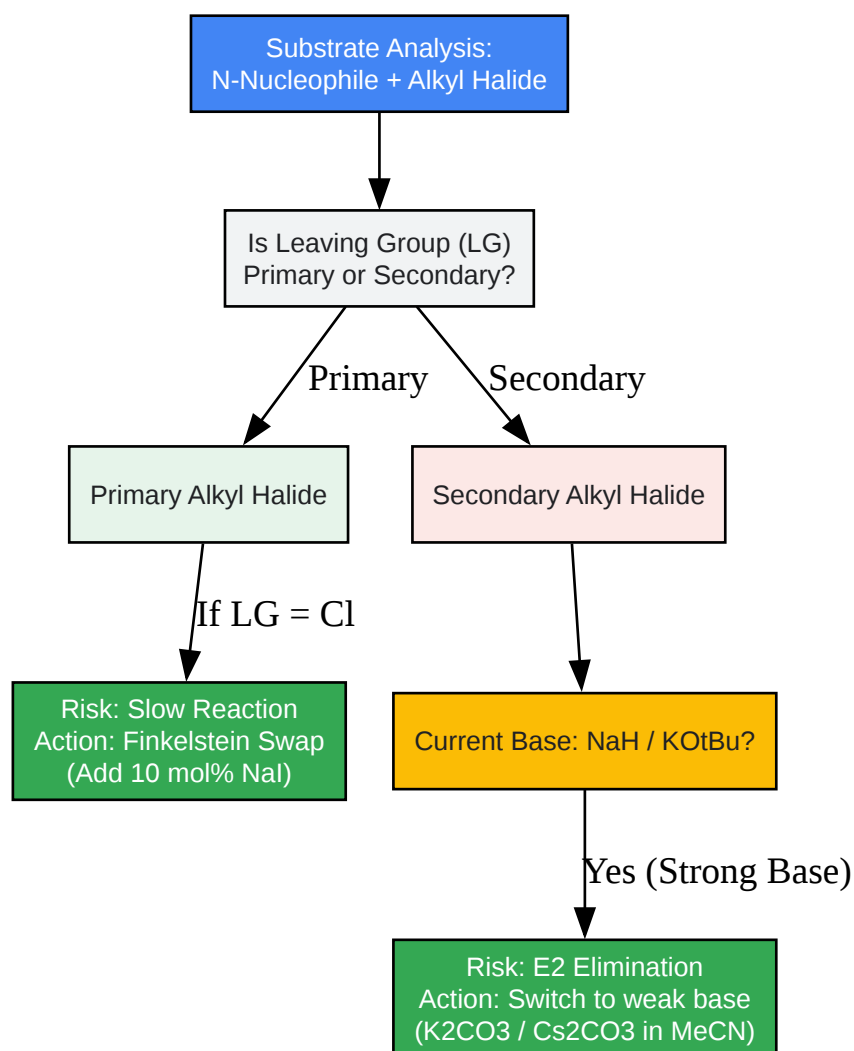 Substrate Analysis:
N-Nucleophile + Alkyl Halide
Is Leaving Group (LG)
Primary or Secondary?
Primary
Secondary
Primary Alkyl Halide
Secondary Alkyl Halide
If LG = Cl
Risk: Slow Reaction
Action: Finkelstein Swap
(Add 10 mol% NaI)
Current Base: NaH / KOtBu?
Yes (Strong Base)
Risk: E2 Elimination
Action: Switch to weak base
(K2CO3 / Cs2CO3 in MeCN)